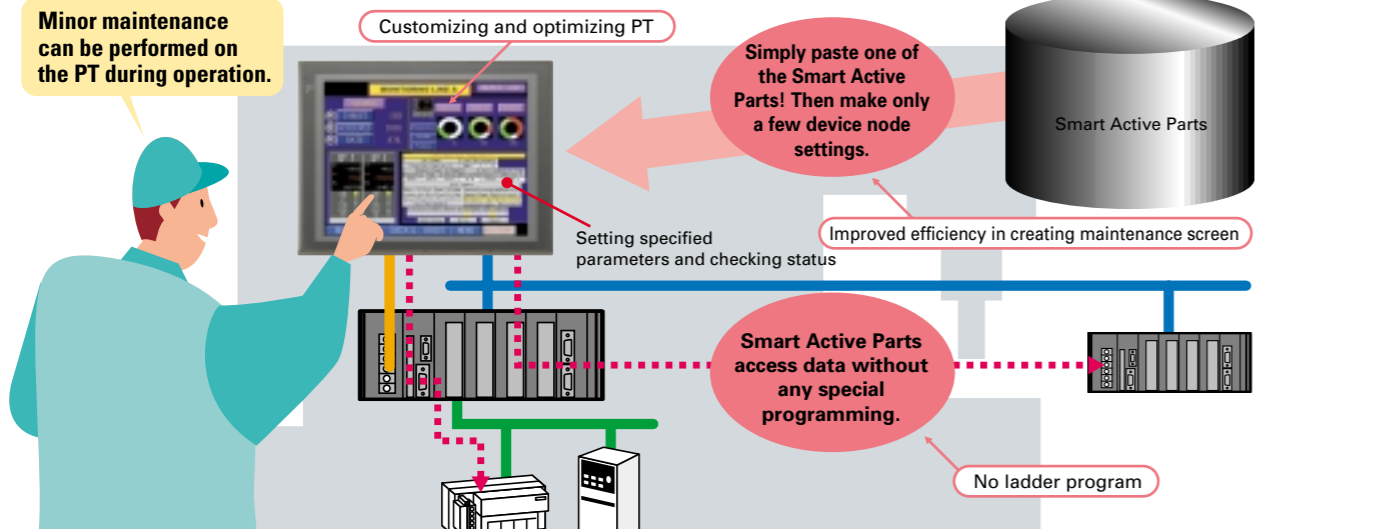 Minor maintenance
can be performed on
the PT during operation.
Customizing and optimizing PT
Simply paste one of
the Smart Active
Parts! Then make only
a few device node
settings.
Smart Active Parts
MONITORING LINE A
Setting specified
parameters and checking status
Improved efficiency in creating maintenance screen
Smart Active Parts
access data without
any special
programming.
No ladder program